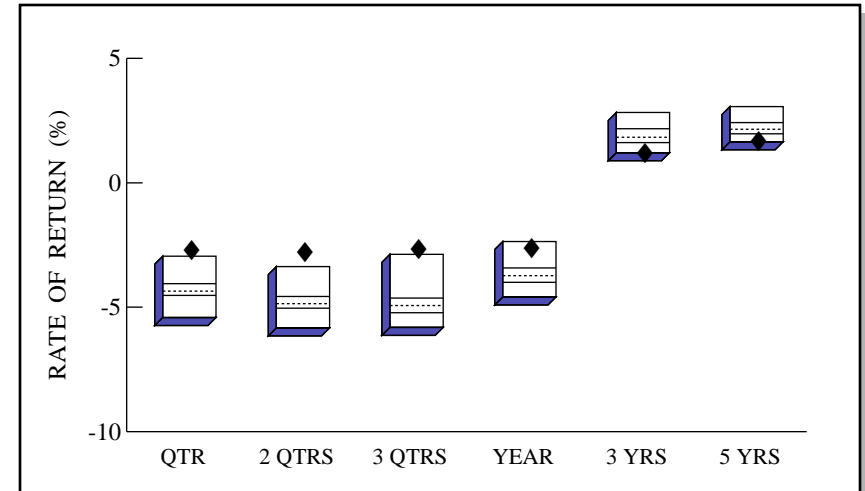 RATE OF RETURN (%)
5
0
-5
-10
QTR 2 QTRS 3 QTRS YEAR 3 YRS 5 YRS